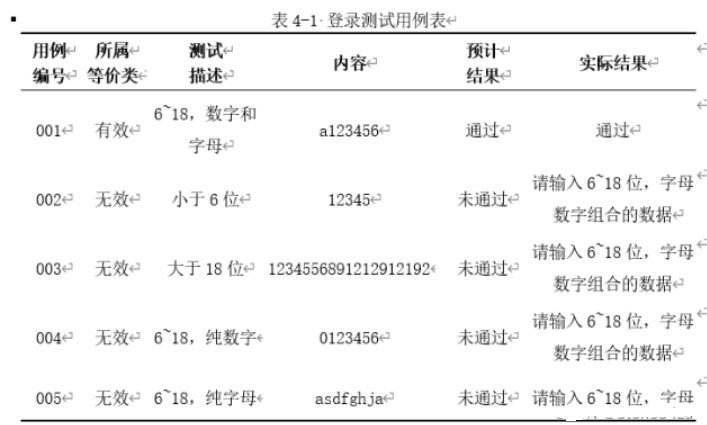 表 4-1 登录测试用例表
用例 所属 测试 内容 预计 实际结果
编号 等价类 描述 结果
001 有效 6~18，数字和 a123456 通过 通过
字母
002 无效 小于 6 位 12345 未通过 请输入 6~18 位，字母
数字组合的数据
003 无效 大于 18 位 1234556891212912192 未通过 请输入 6~18 位，字母
数字组合的数据
004 无效 6~18，纯数字 0123456 未通过 请输入 6~18 位，字母
数字组合的数据
005 无效 6~18，纯字母 asdfghja 未通过 请输入 6~18 位，字母